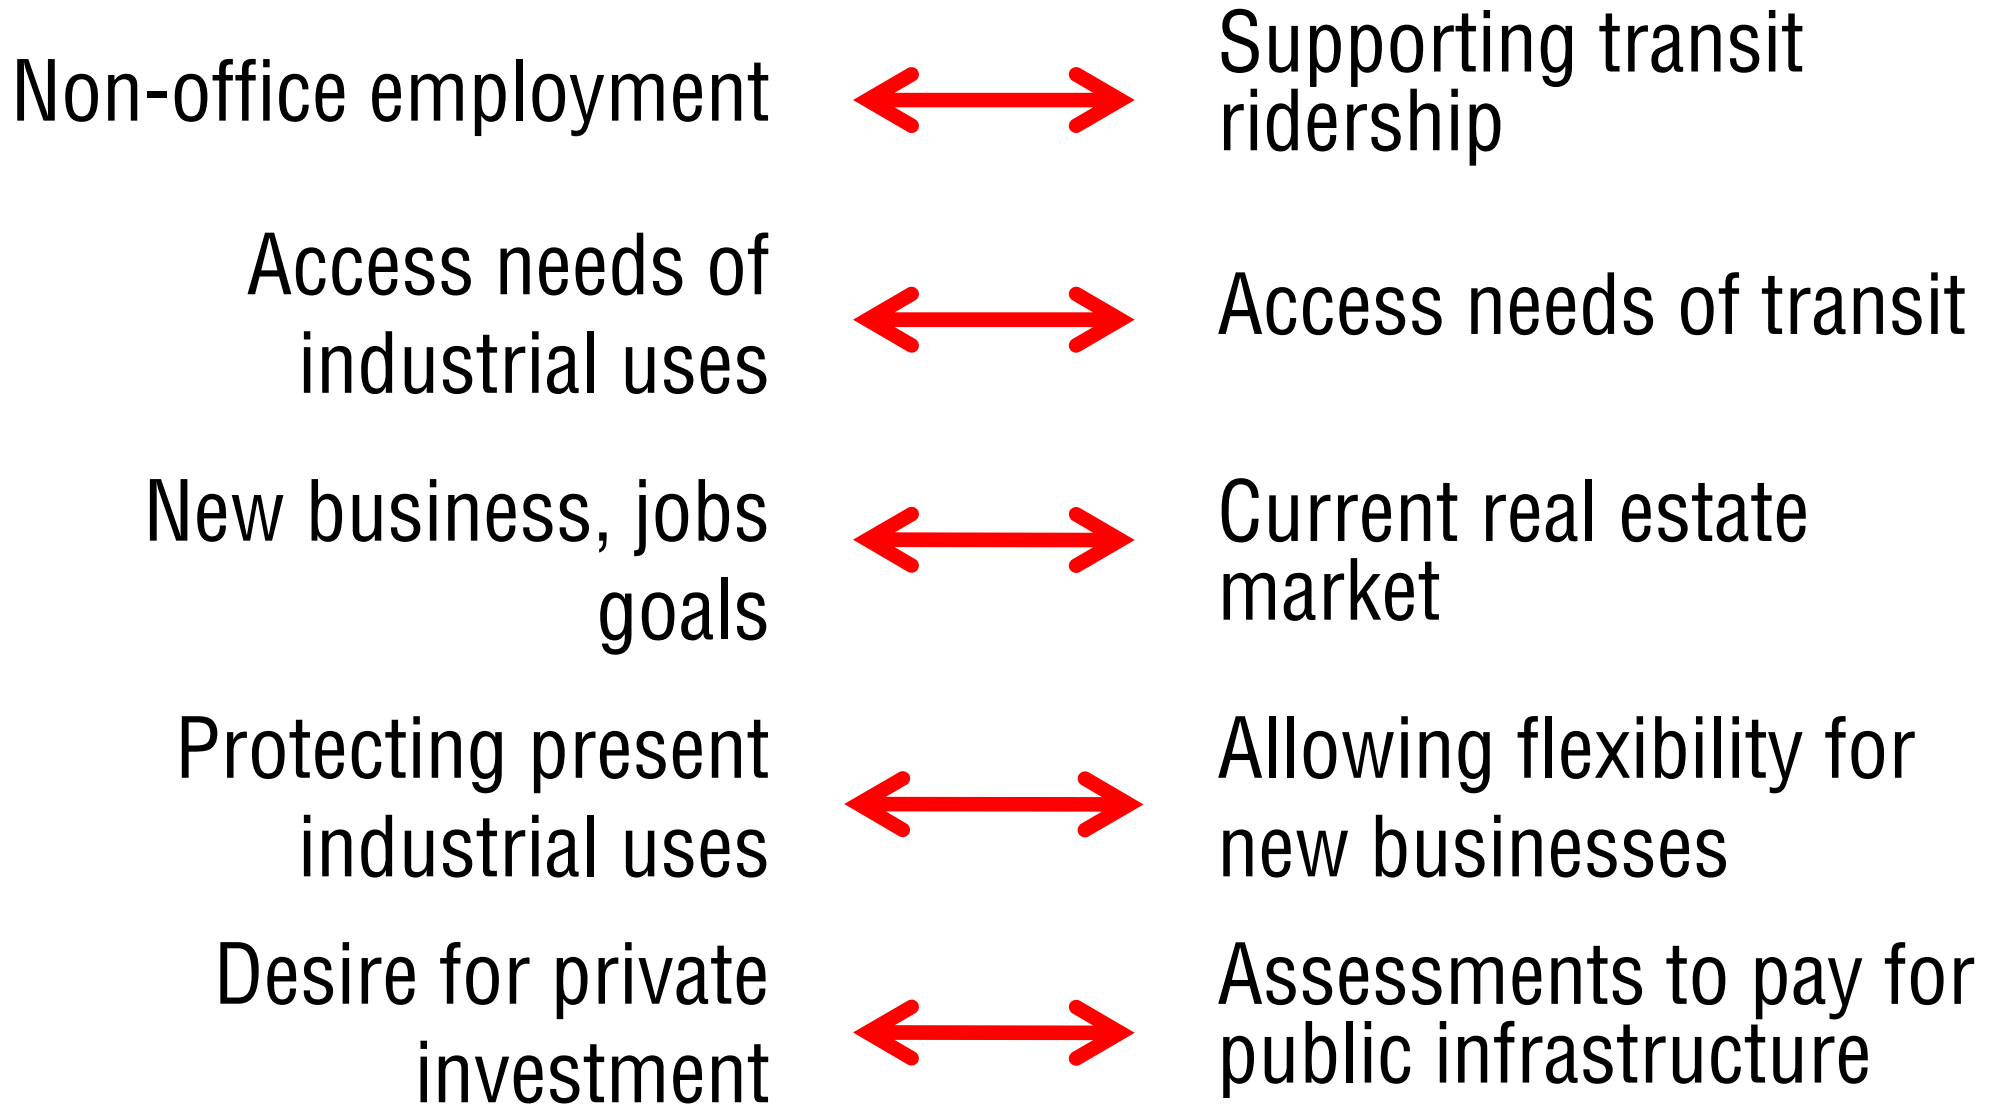 Non-office employment
Supporting transit
ridership
Access needs of
industrial uses
Access needs of transit
New business, jobs
goals
Current real estate
market
Protecting present
industrial uses
Allowing flexibility for
new businesses
Desire for private
investment
Assessments to pay for
public infrastructure